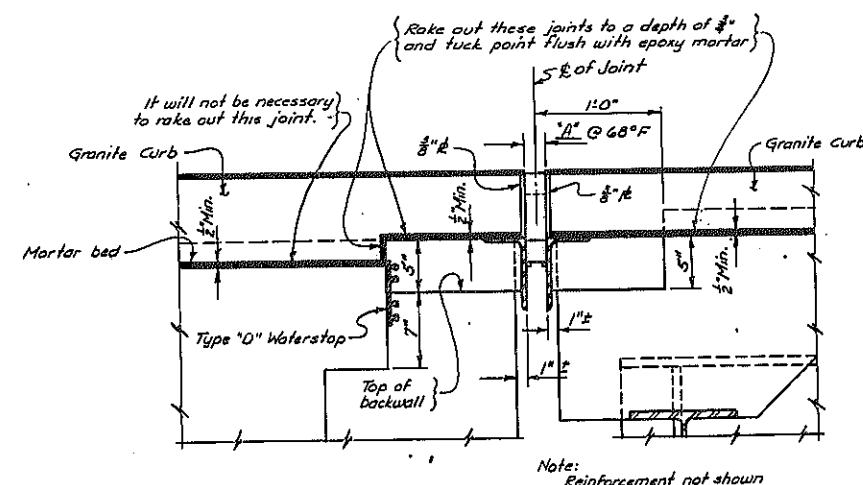 Rake out these joints to a depth of 3/4"
and tuck point flush with epoxy mortar
℄ of Joint
It will not be necessary
to rake out this joint.
1'-0"
"A" @ 68°F
Granite Curb
3/8" ℄
Granite Curb
3/8" ℄
1/2" Min.
1/2" Min.
Mortar bed
5"
5"
1/2" Min.
7"
Type "D" Waterstop
1" ±
1" ±
Top of
backwall
Note:
Reinforcement not shown